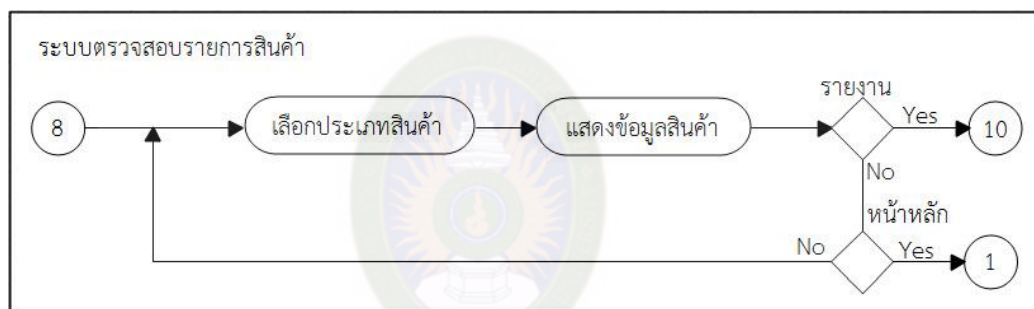 ระบบตรวจสอบรายการสินค้า
รายงาน
8
เลือกประเภทสินค้า
แสดงข้อมูลสินค้า
Yes
10
No
หน้าหลัก
No
Yes
1